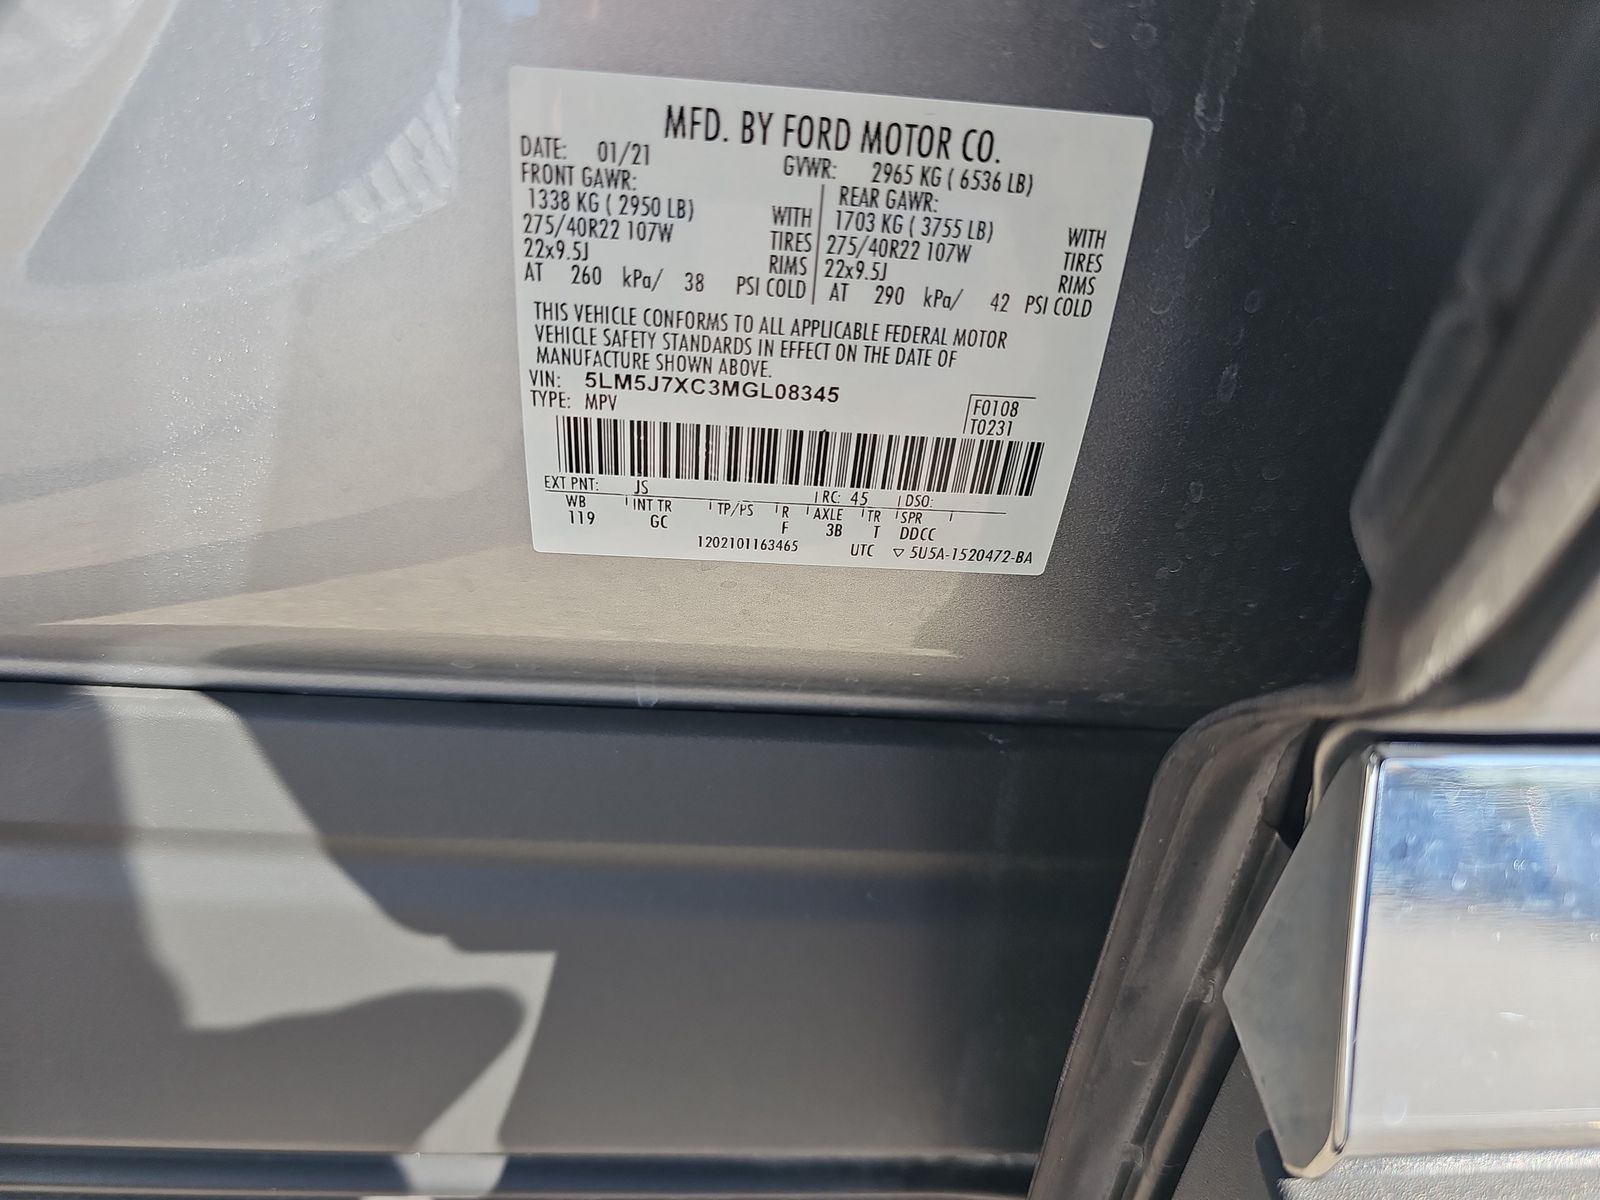 MFD. BY FORD MOTOR CO.
DATE: 01/21 GVWR: 2965 KG ( 6536 LB)
FRONT GAWR:
1338 KG ( 2950 LB) WITH
275/40R22 107W TIRES
22x9.5J RIMS
AT 260 kPa/ 38 PSI COLD
REAR GAWR:
1703 KG ( 3755 LB) WITH
275/40R22 107W TIRES
22x9.5J RIMS
AT 290 kPa/ 42 PSI COLD
THIS VEHICLE CONFORMS TO ALL APPLICABLE FEDERAL MOTOR
VEHICLE SAFETY STANDARDS IN EFFECT ON THE DATE OF
MANUFACTURE SHOWN ABOVE.
VIN: 5LM5J7XC3MGL08345
TYPE: MPV
F0108
T0231
EXT PNT: JS RC: 45 DSO:
WB INT TR TP/PS R AXLE TR SPR
119 GC F 3B T DDCC
1202101163465 UTC ▽ 5U5A-1520472-BA